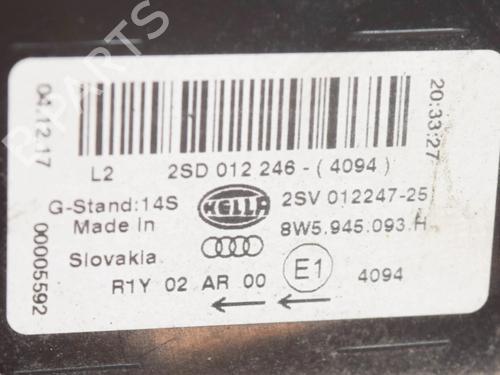 B-PARTS
04.12.17
00005592
20:33:27
L2 2SD 012 246-(4094)
G-Stand:14S HELLA 2SV 012247-25
Made in 8W5.945.093.H
Slovakia E1
R1Y 02 AR 00 4094